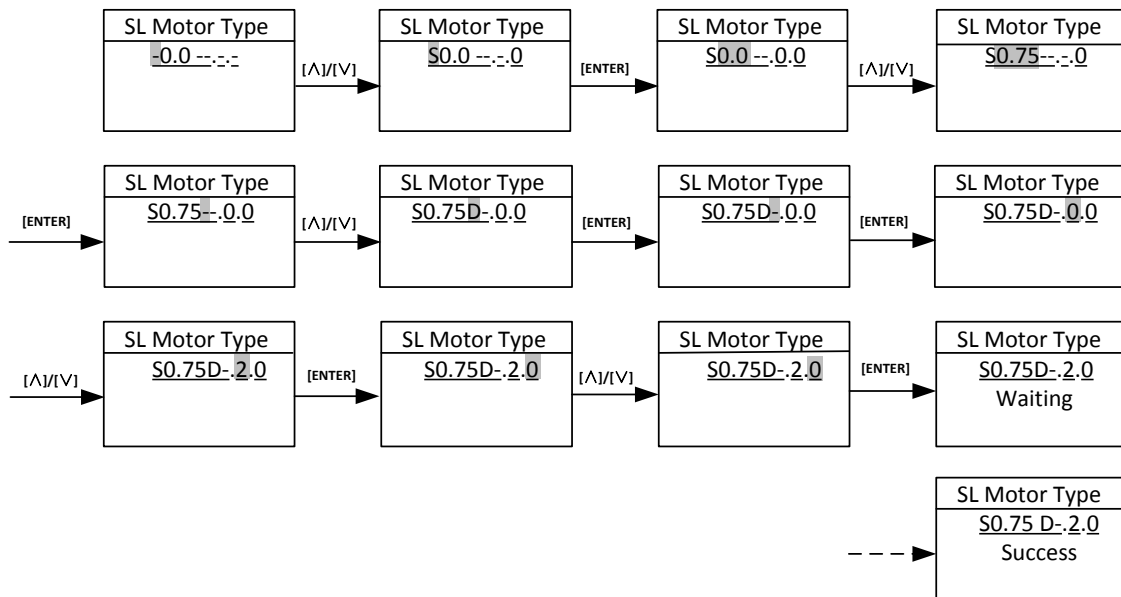 SL Motor Type
-0.0 --.-.-
[∧]/[∨]
SL Motor Type
S0.0 --.-.0
[ENTER]
SL Motor Type
S0.0 --.0.0
[∧]/[∨]
SL Motor Type
S0.75--.-.0
[ENTER]
SL Motor Type
S0.75--.0.0
[∧]/[∨]
SL Motor Type
S0.75D-.0.0
[ENTER]
SL Motor Type
S0.75D-.0.0
[ENTER]
SL Motor Type
S0.75D-.0.0
[∧]/[∨]
SL Motor Type
S0.75D-.2.0
[ENTER]
SL Motor Type
S0.75D-.2.0
[∧]/[∨]
SL Motor Type
S0.75D-.2.0
[ENTER]
SL Motor Type
S0.75D-.2.0
Waiting
SL Motor Type
S0.75 D-.2.0
Success